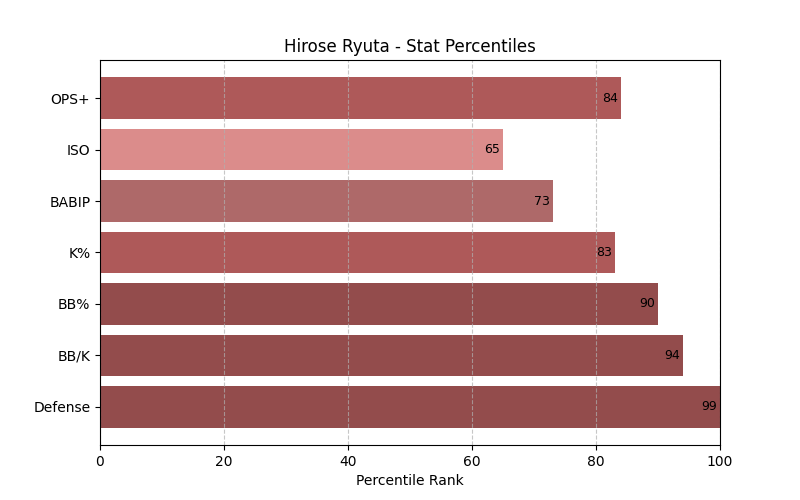 Hirose Ryuta - Stat Percentiles
OPS+ 84
ISO 65
BABIP 73
K% 83
BB% 90
BB/K 94
Defense 99
0 20 40 60 80 100
Percentile Rank